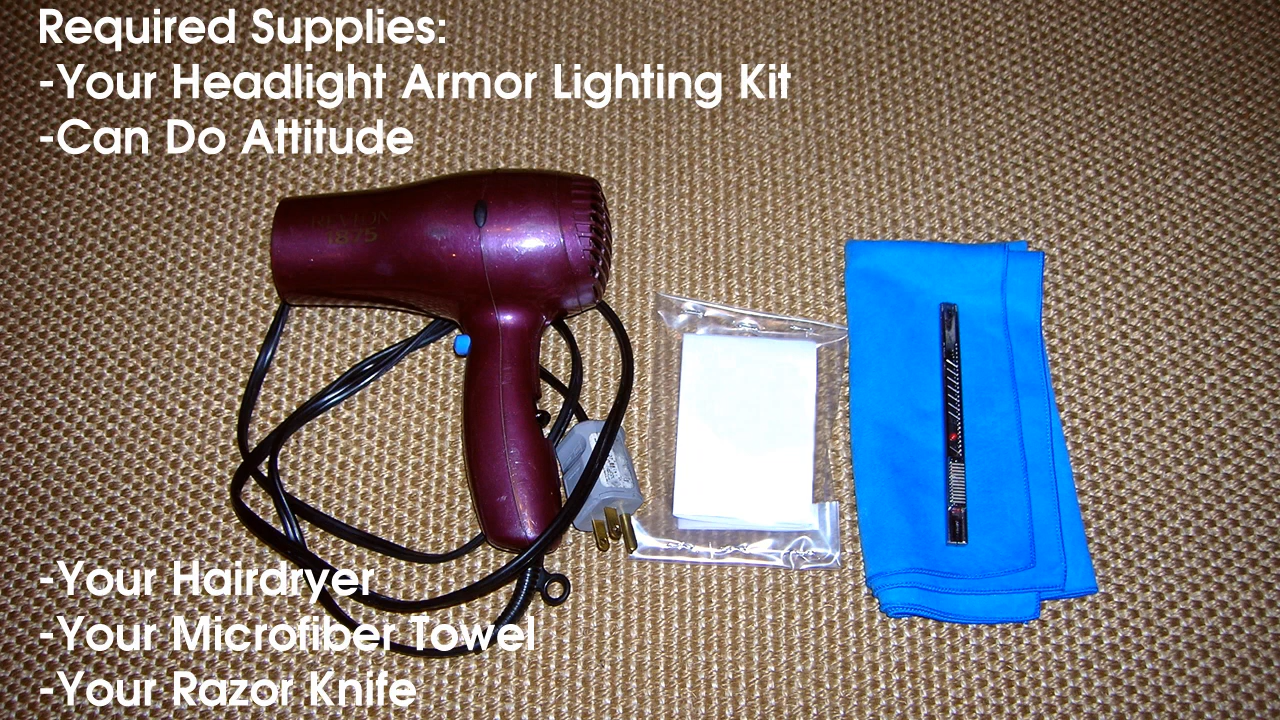 Required Supplies:
-Your Headlight Armor Lighting Kit
-Can Do Attitude
REVLON
1875
-Your Hairdryer
-Your Microfiber Towel
-Your Razor Knife